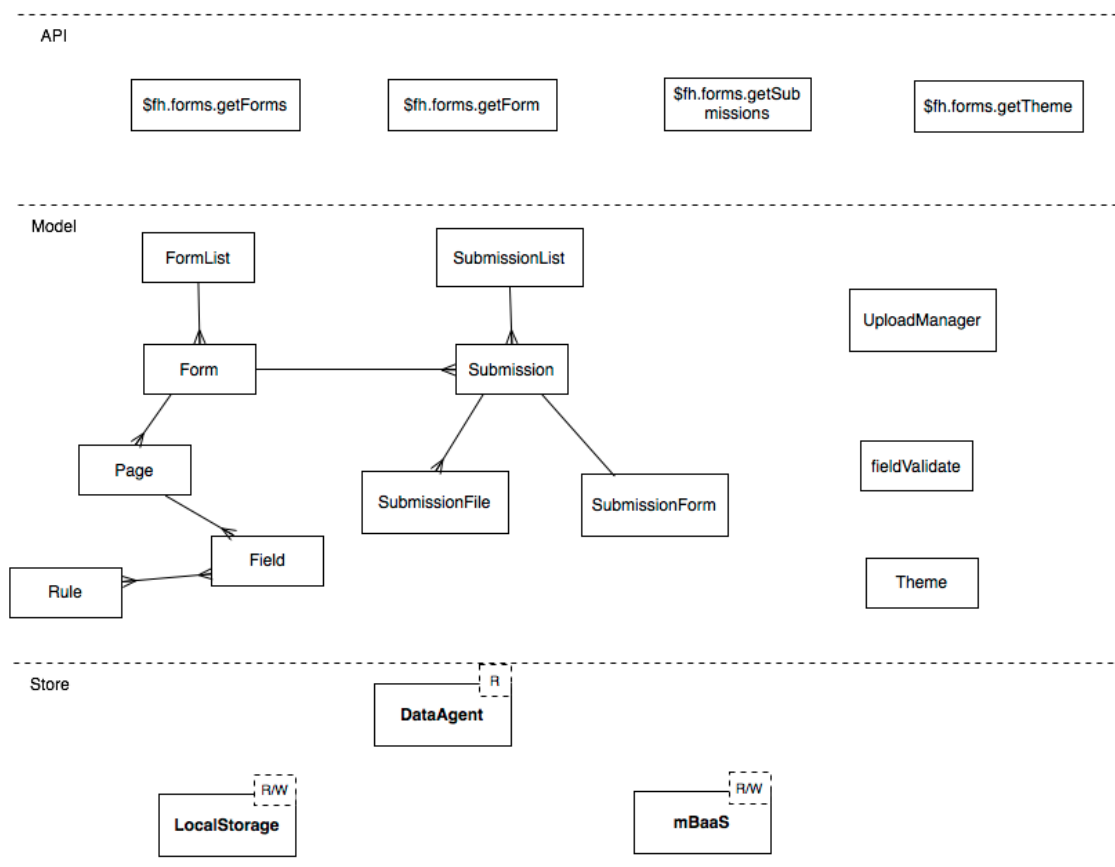 API
$fh.forms.getForms
$fh.forms.getForm
$fh.forms.getSub
missions
$fh.forms.getTheme
Model
FormList
SubmissionList
UploadManager
Form
Submission
Page
fieldValidate
SubmissionFile
SubmissionForm
Field
Rule
Theme
Store
R
DataAgent
R/W
LocalStorage
R/W
mBaaS